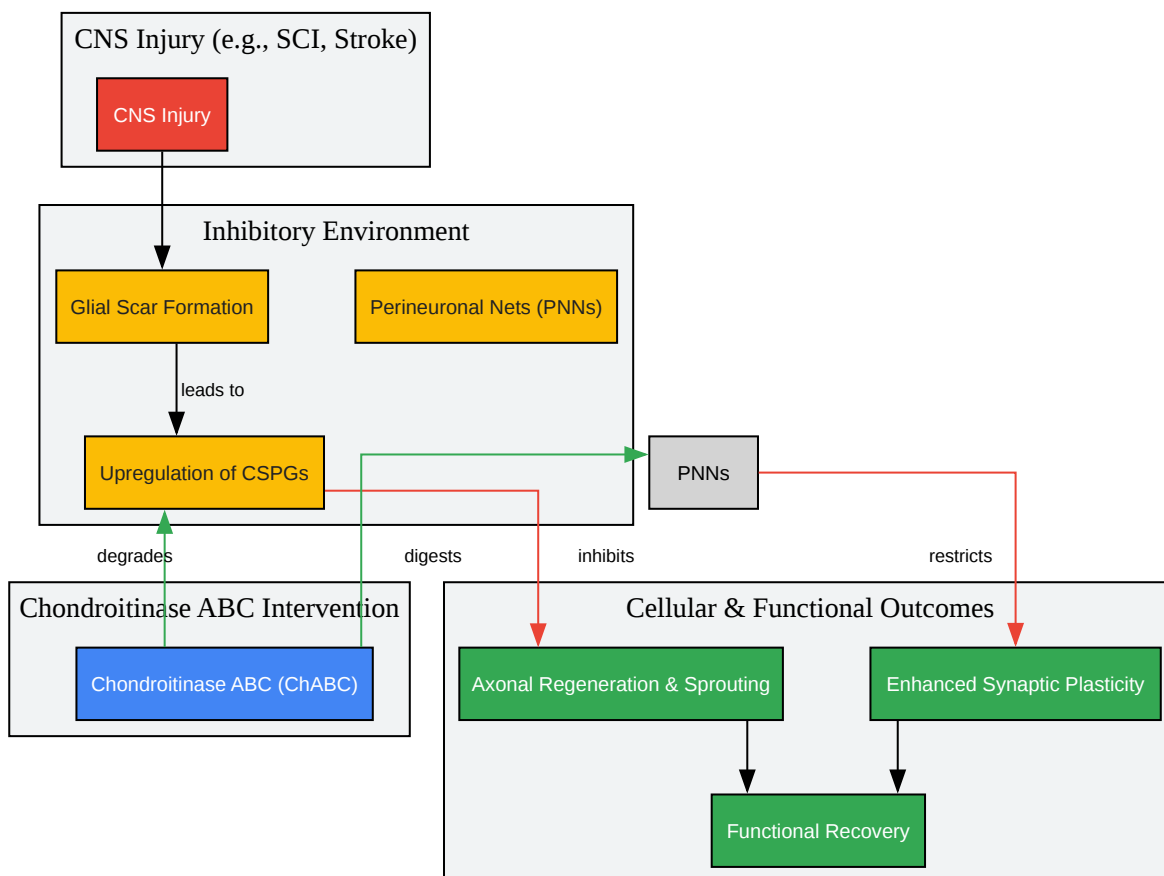 CNS Injury (e.g., SCI, Stroke)
CNS Injury
Inhibitory Environment
Glial Scar Formation
Perineuronal Nets (PNNs)
leads to
Upregulation of CSPGs
PNNs
degrades
digests
inhibits
restricts
Chondroitinase ABC Intervention
Cellular & Functional Outcomes
Chondroitinase ABC (ChABC)
Axonal Regeneration & Sprouting
Enhanced Synaptic Plasticity
Functional Recovery